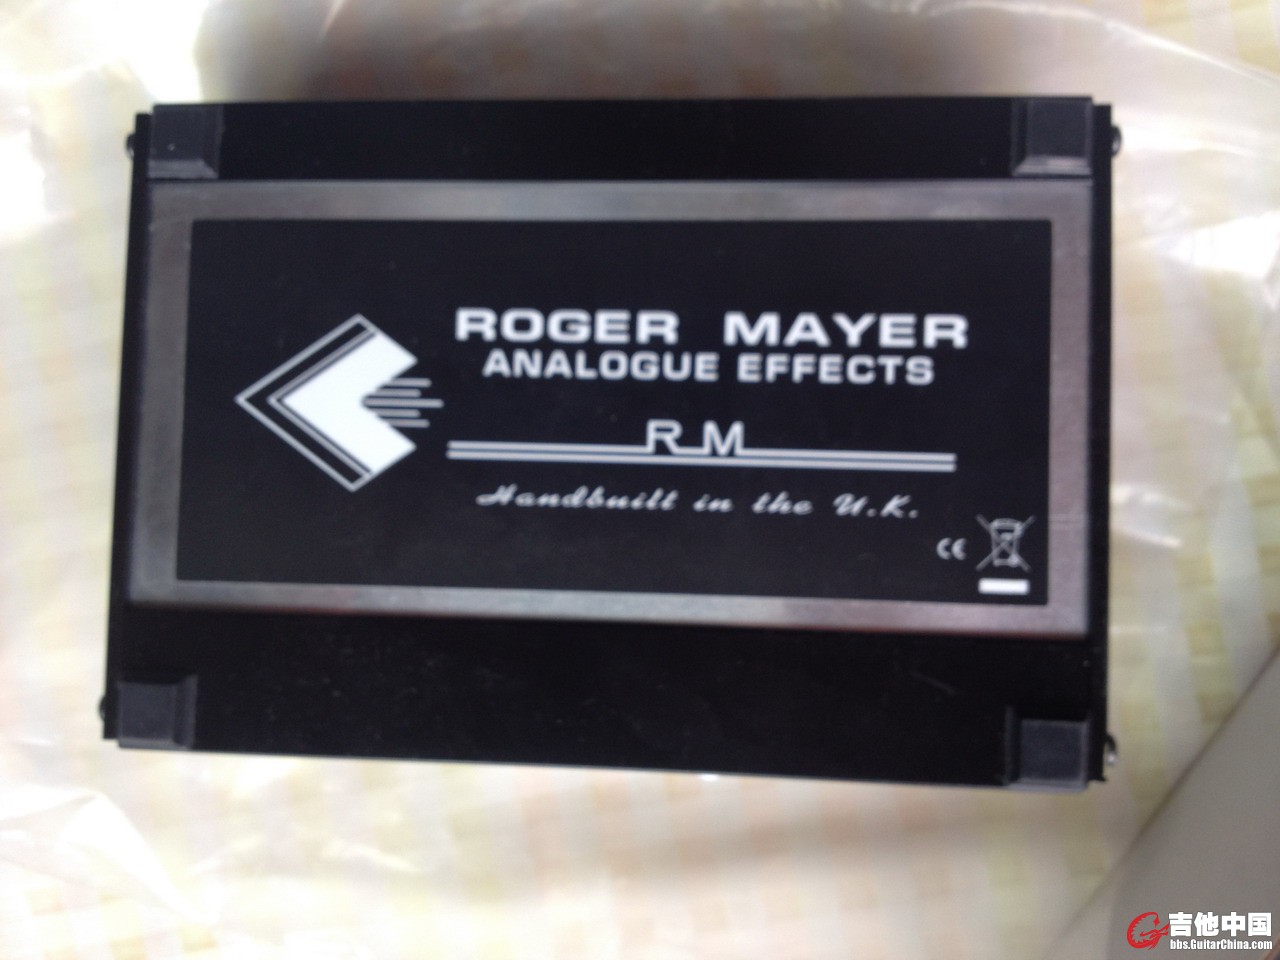 ROGER MAYER
ANALOGUE EFFECTS
RM
Handbuilt in the U.K.
CE
吉他中国
bbs.GuitarChina.com